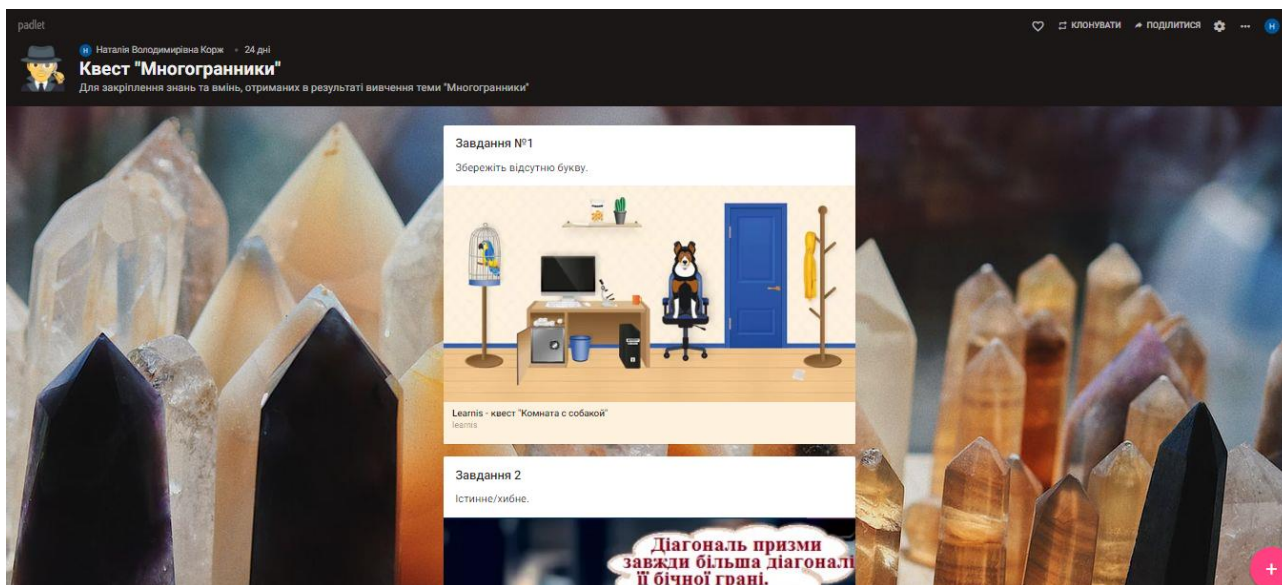 padlet
КЛОНУВАТИ ПОДІЛИТИСЯ
Н Наталія Володимирівна Корж • 24 дні
Квест "Многогранники"
Для закріплення знань та вмінь, отриманих в результаті вивчення теми "Многогранники"
Завдання №1
Збережіть відсутню букву.
Learnis - квест "Комната с собакой"
learnis
Завдання 2
Істинне/хибне.
Діагональ призми
завжди більша діагоналі
її бічної грані.